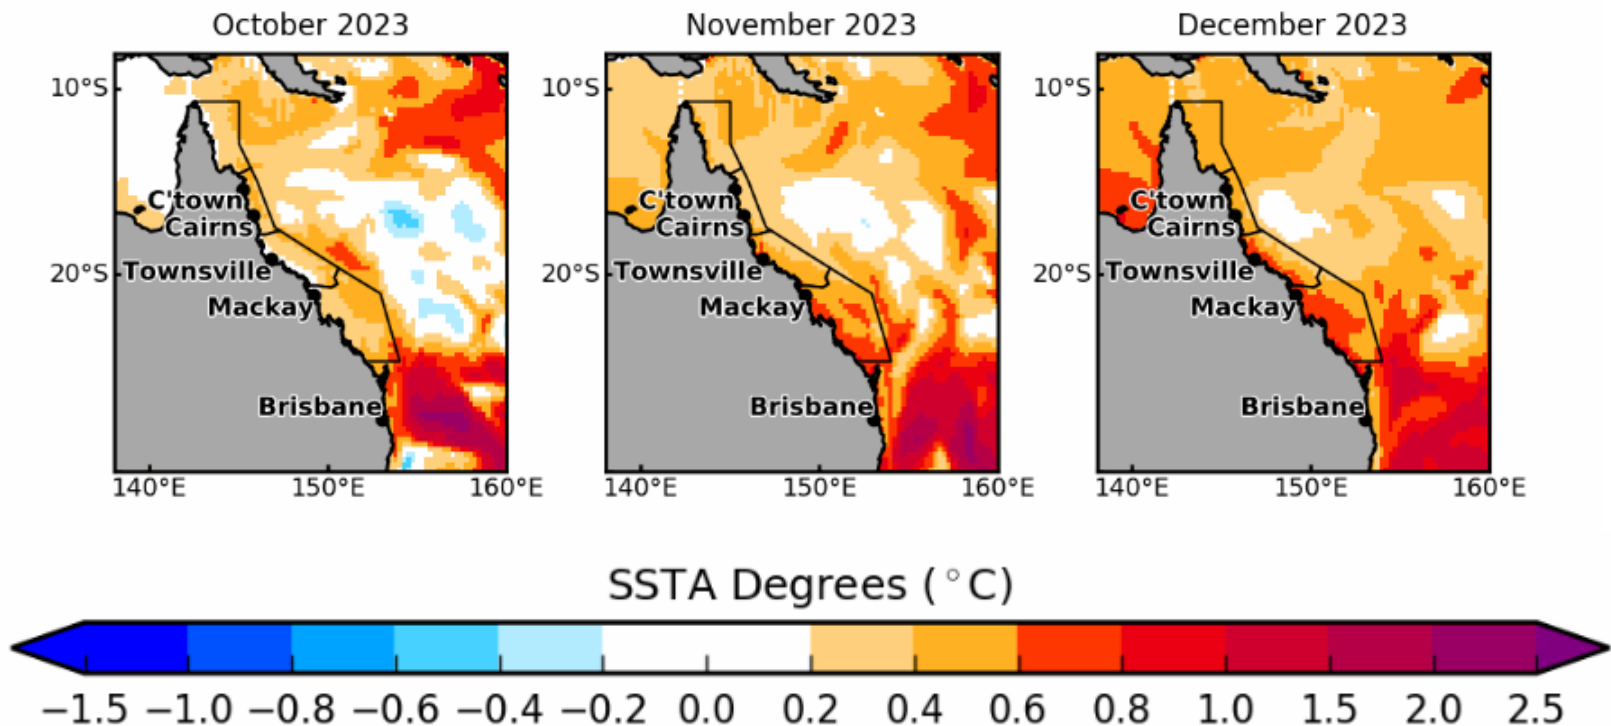 October 2023
November 2023
December 2023
10°S
10°S
10°S
C'town
C'town
C'town
Cairns
Cairns
Cairns
20°S
Townsville
20°S
Townsville
20°S
Townsville
Mackay
Mackay
Mackay
Brisbane
Brisbane
Brisbane
140°E 150°E 160°E
140°E 150°E 160°E
140°E 150°E 160°E
SSTA Degrees (°C)
−1.5 −1.0 −0.8 −0.6 −0.4 −0.2 0.0 0.2 0.4 0.6 0.8 1.0 1.5 2.0 2.5